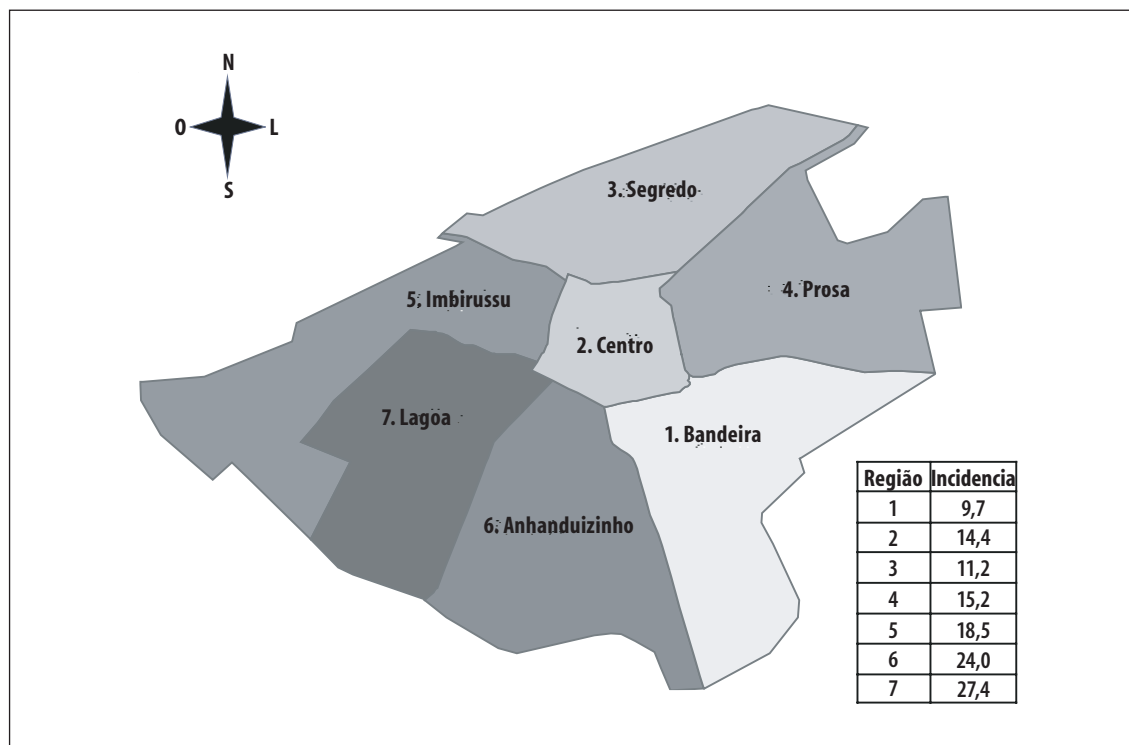 N
O L
S
3. Segredo
4. Prosa
5. Imbirussu
2. Centro
7. Lagoa
1. Bandeira
6. Anhanduizinho
Região Incidencia
1 9,7
2 14,4
3 11,2
4 15,2
5 18,5
6 24,0
7 27,4